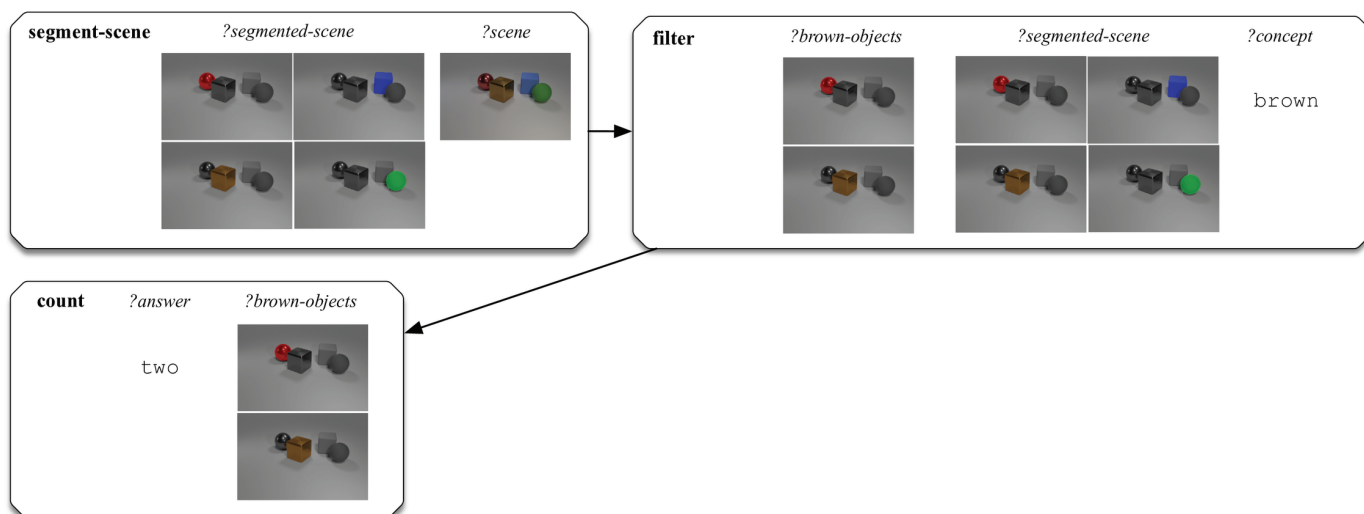 segment-scene ?segmented-scene ?scene
filter ?brown-objects ?segmented-scene ?concept
brown
count ?answer ?brown-objects
two